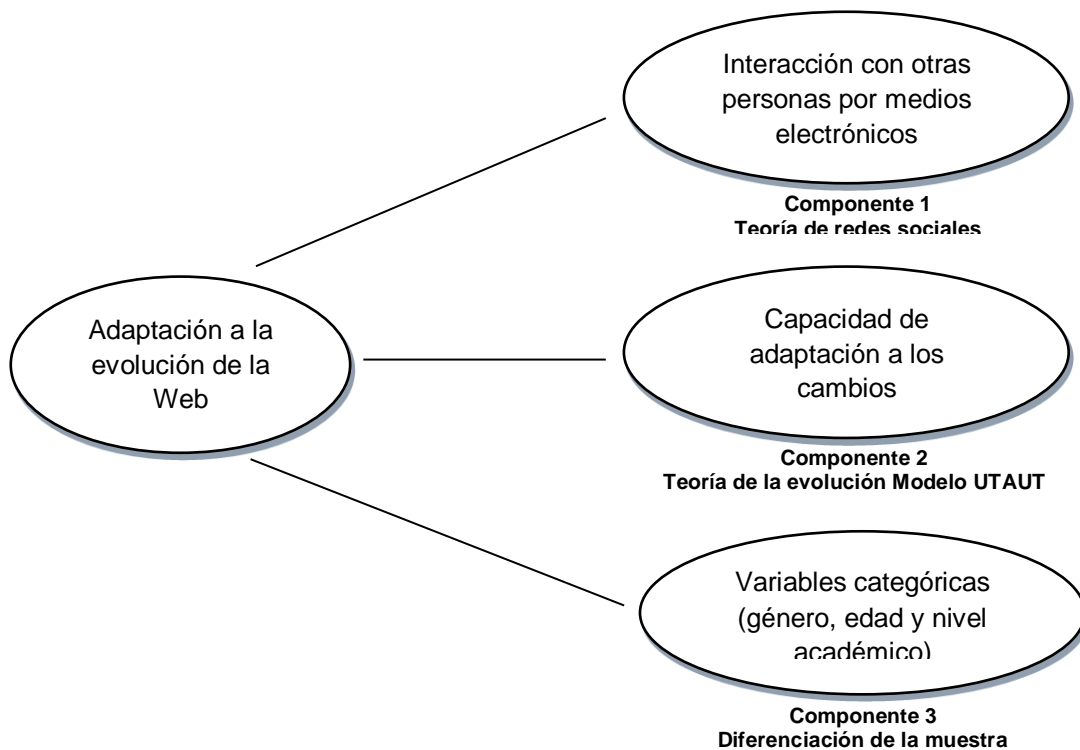 Interacción con otras
personas por medios
electrónicos
Componente 1
Teoría de redes sociales
Adaptación a la
evolución de la
Web
Capacidad de
adaptación a los
cambios
Componente 2
Teoría de la evolución Modelo UTAUT
Variables categóricas
(género, edad y nivel
académico)
Componente 3
Diferenciación de la muestra